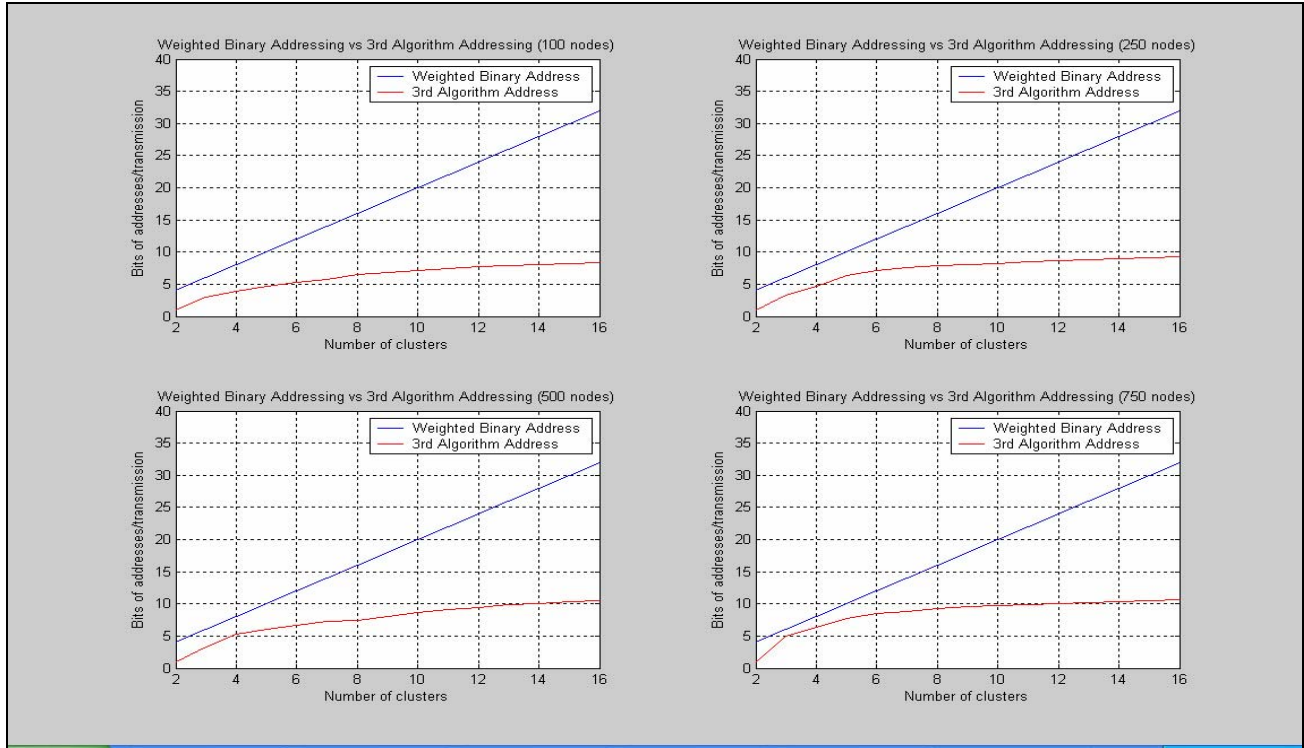 Weighted Binary Addressing vs 3rd Algorithm Addressing (100 nodes)
40
35
30
25
20
15
10
5
0
Bits of addresses/transmission
Weighted Binary Address
3rd Algorithm Address
2 4 6 8 10 12 14 16
Number of clusters
Weighted Binary Addressing vs 3rd Algorithm Addressing (250 nodes)
40
35
30
25
20
15
10
5
0
Bits of addresses/transmission
Weighted Binary Address
3rd Algorithm Address
2 4 6 8 10 12 14 16
Number of clusters
Weighted Binary Addressing vs 3rd Algorithm Addressing (500 nodes)
40
35
30
25
20
15
10
5
0
Bits of addresses/transmission
Weighted Binary Address
3rd Algorithm Address
2 4 6 8 10 12 14 16
Number of clusters
Weighted Binary Addressing vs 3rd Algorithm Addressing (750 nodes)
40
35
30
25
20
15
10
5
0
Bits of addresses/transmission
Weighted Binary Address
3rd Algorithm Address
2 4 6 8 10 12 14 16
Number of clusters